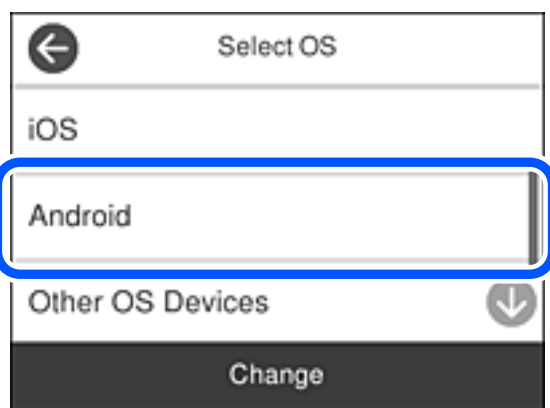 Select OS
iOS
Android
Other OS Devices
Change